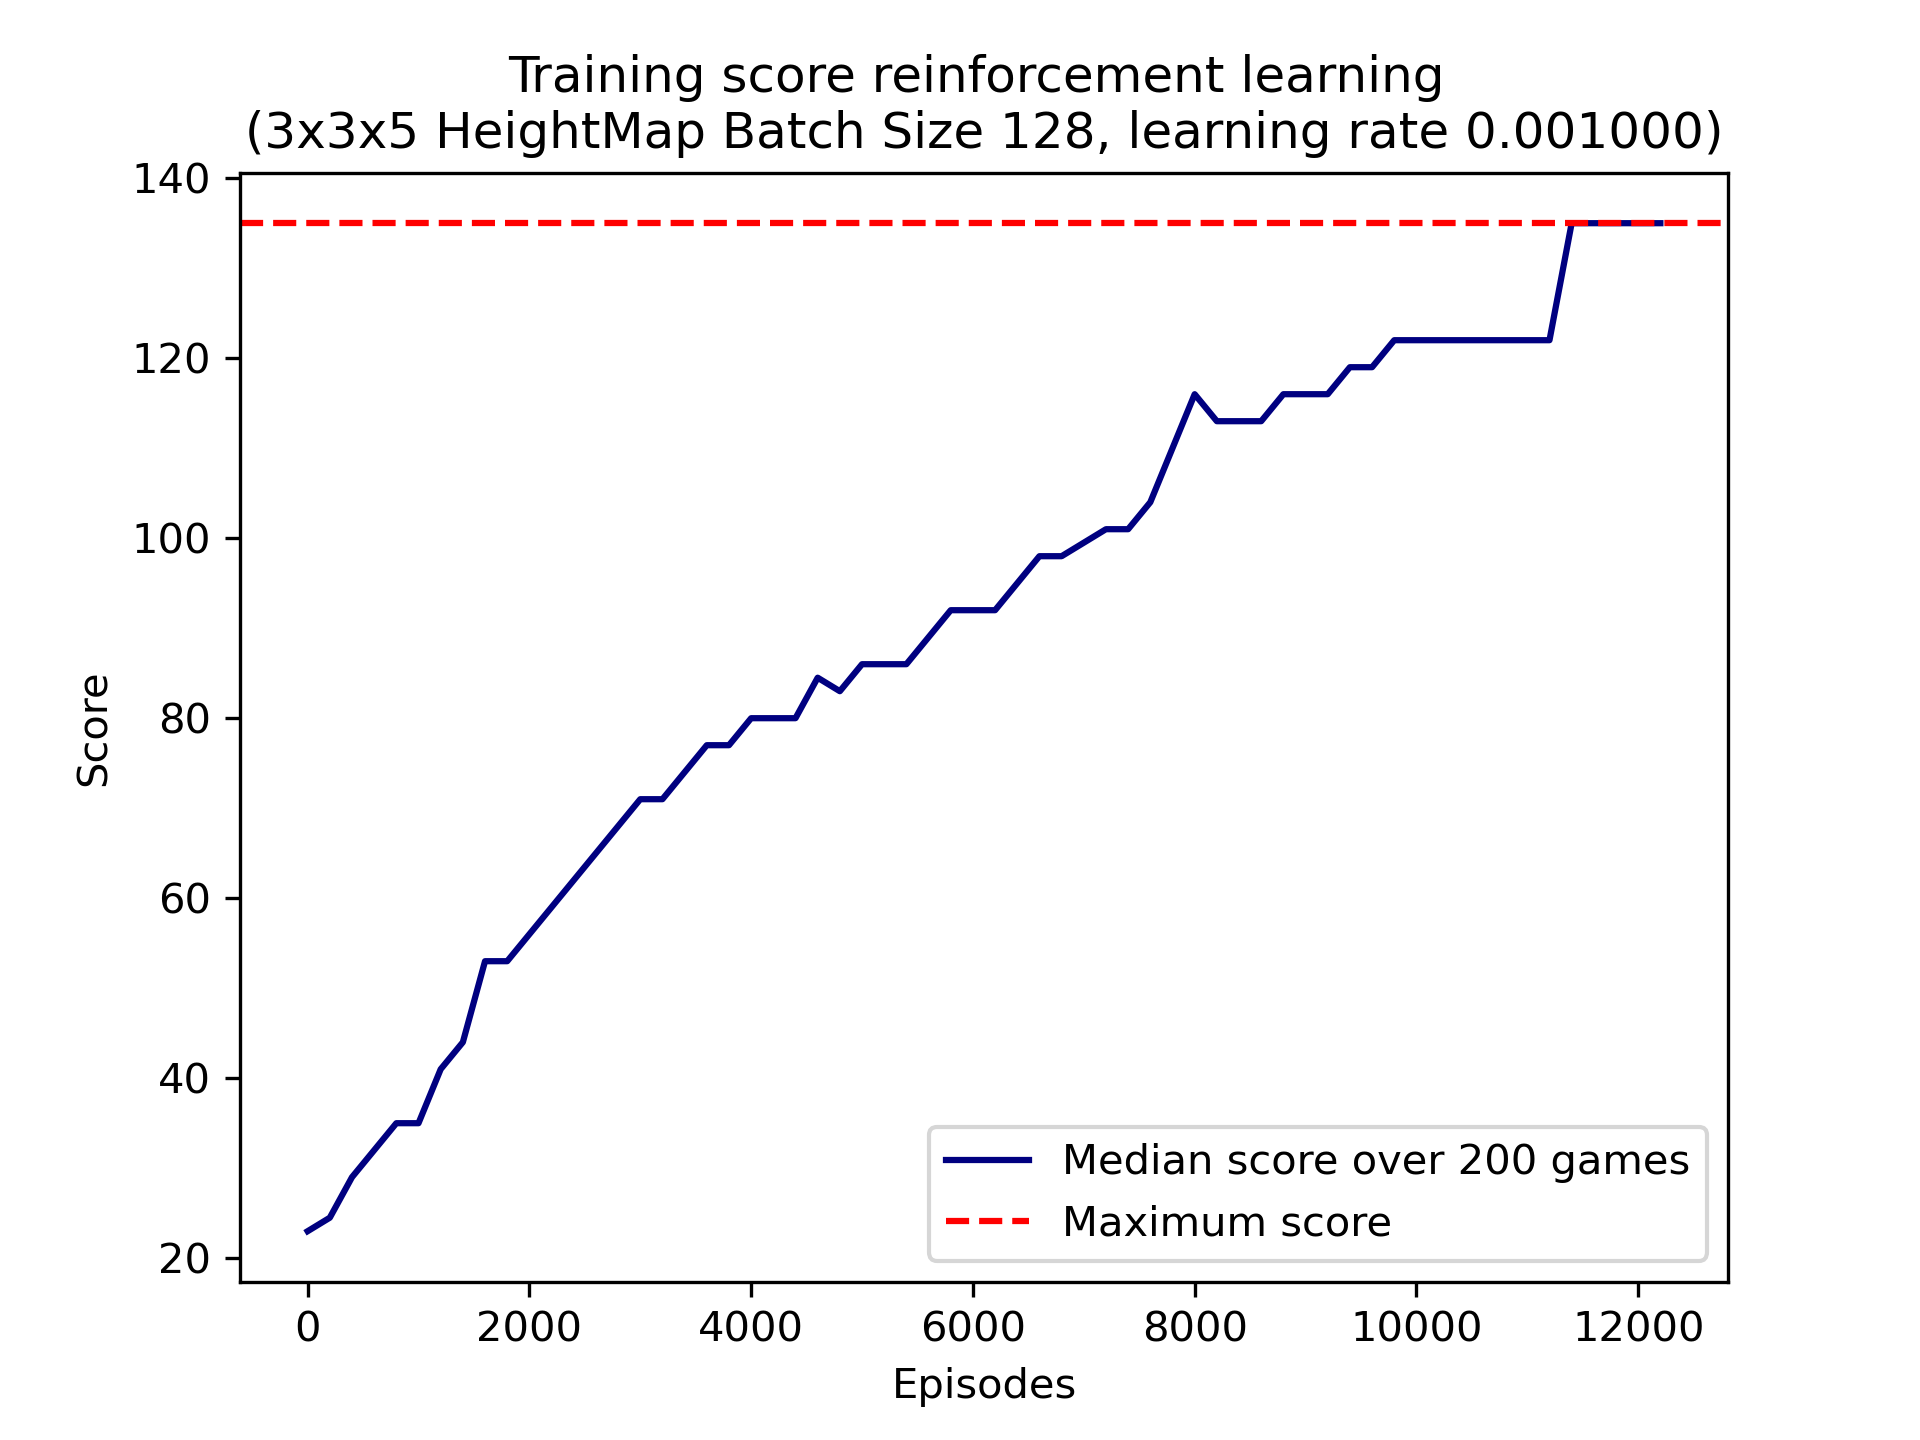 Training score reinforcement learning
(3x3x5 HeightMap Batch Size 128, learning rate 0.001000)
140
120
100
80
60
40
20
Score
Median score over 200 games
Maximum score
0 2000 4000 6000 8000 10000 12000
Episodes